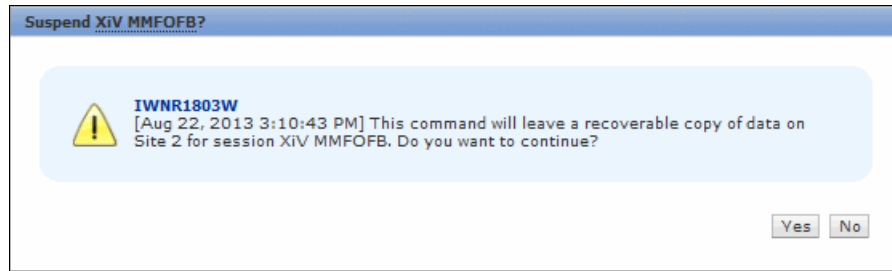 Suspend XiV MMFOFB?
IWNR1803W
[Aug 22, 2013 3:10:43 PM] This command will leave a recoverable copy of data on
Site 2 for session XiV MMFOFB. Do you want to continue?
Yes No